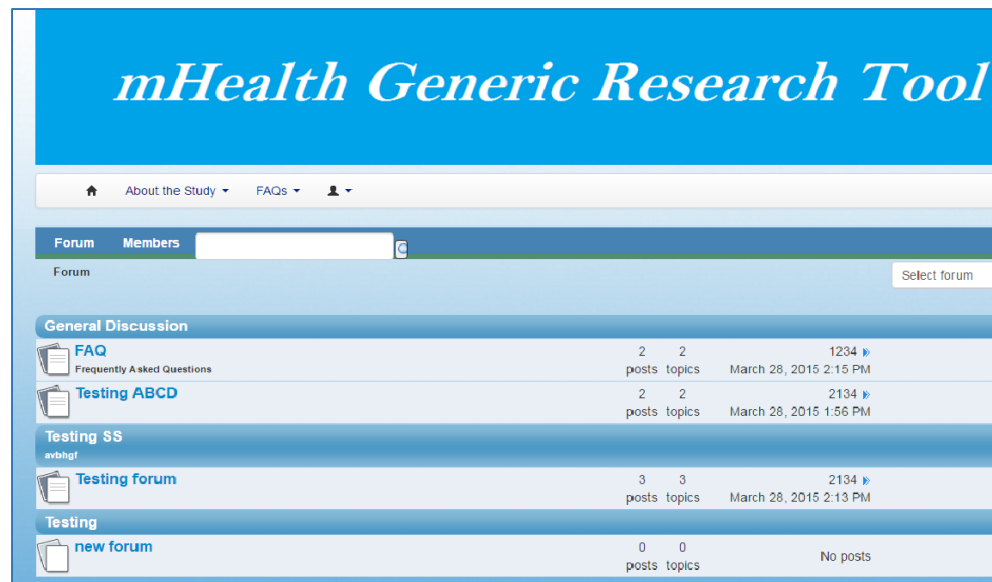 mHealth Generic Research Tool
About the Study FAQs
Forum Members
Forum Select forum
General Discussion
FAQ 2 2 1234
Frequently Asked Questions posts topics March 28, 2015 2:15 PM
Testing ABCD 2 2 2134
posts topics March 28, 2015 1:56 PM
Testing SS
avbhgf
Testing forum 3 3 2134
posts topics March 28, 2015 2:13 PM
Testing
new forum 0 0 No posts
posts topics